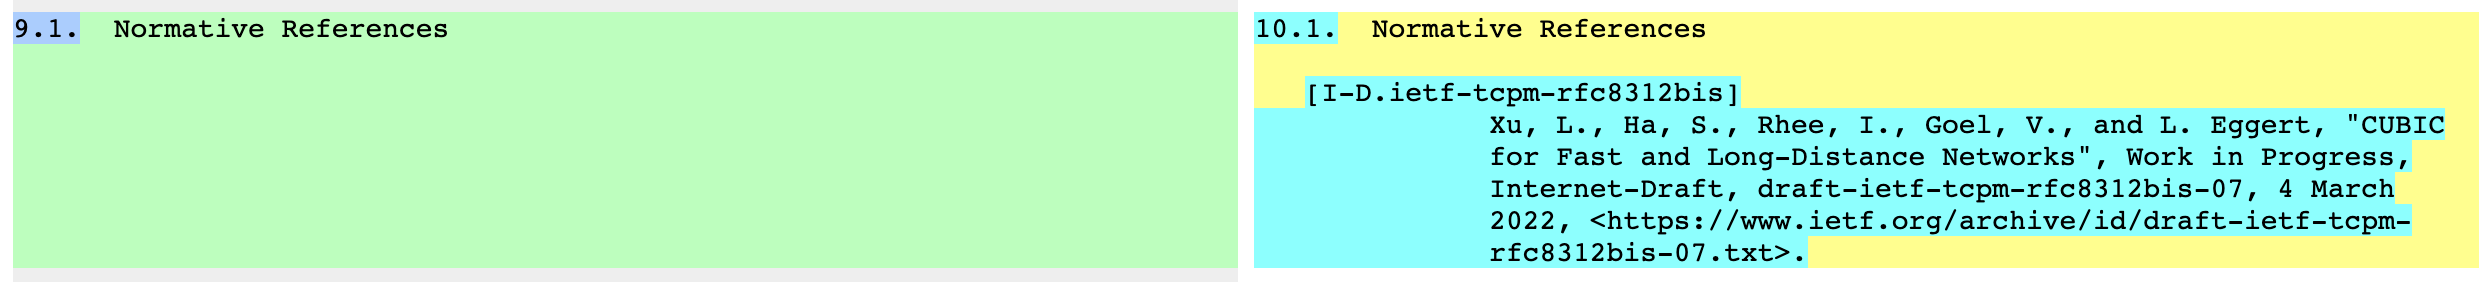 9.1.  Normative References
10.1.  Normative References
[I-D.ietf-tcpm-rfc8312bis]
Xu, L., Ha, S., Rhee, I., Goel, V., and L. Eggert, "CUBIC
for Fast and Long-Distance Networks", Work in Progress,
Internet-Draft, draft-ietf-tcpm-rfc8312bis-07, 4 March
2022, <https://www.ietf.org/archive/id/draft-ietf-tcpm-
rfc8312bis-07.txt>.